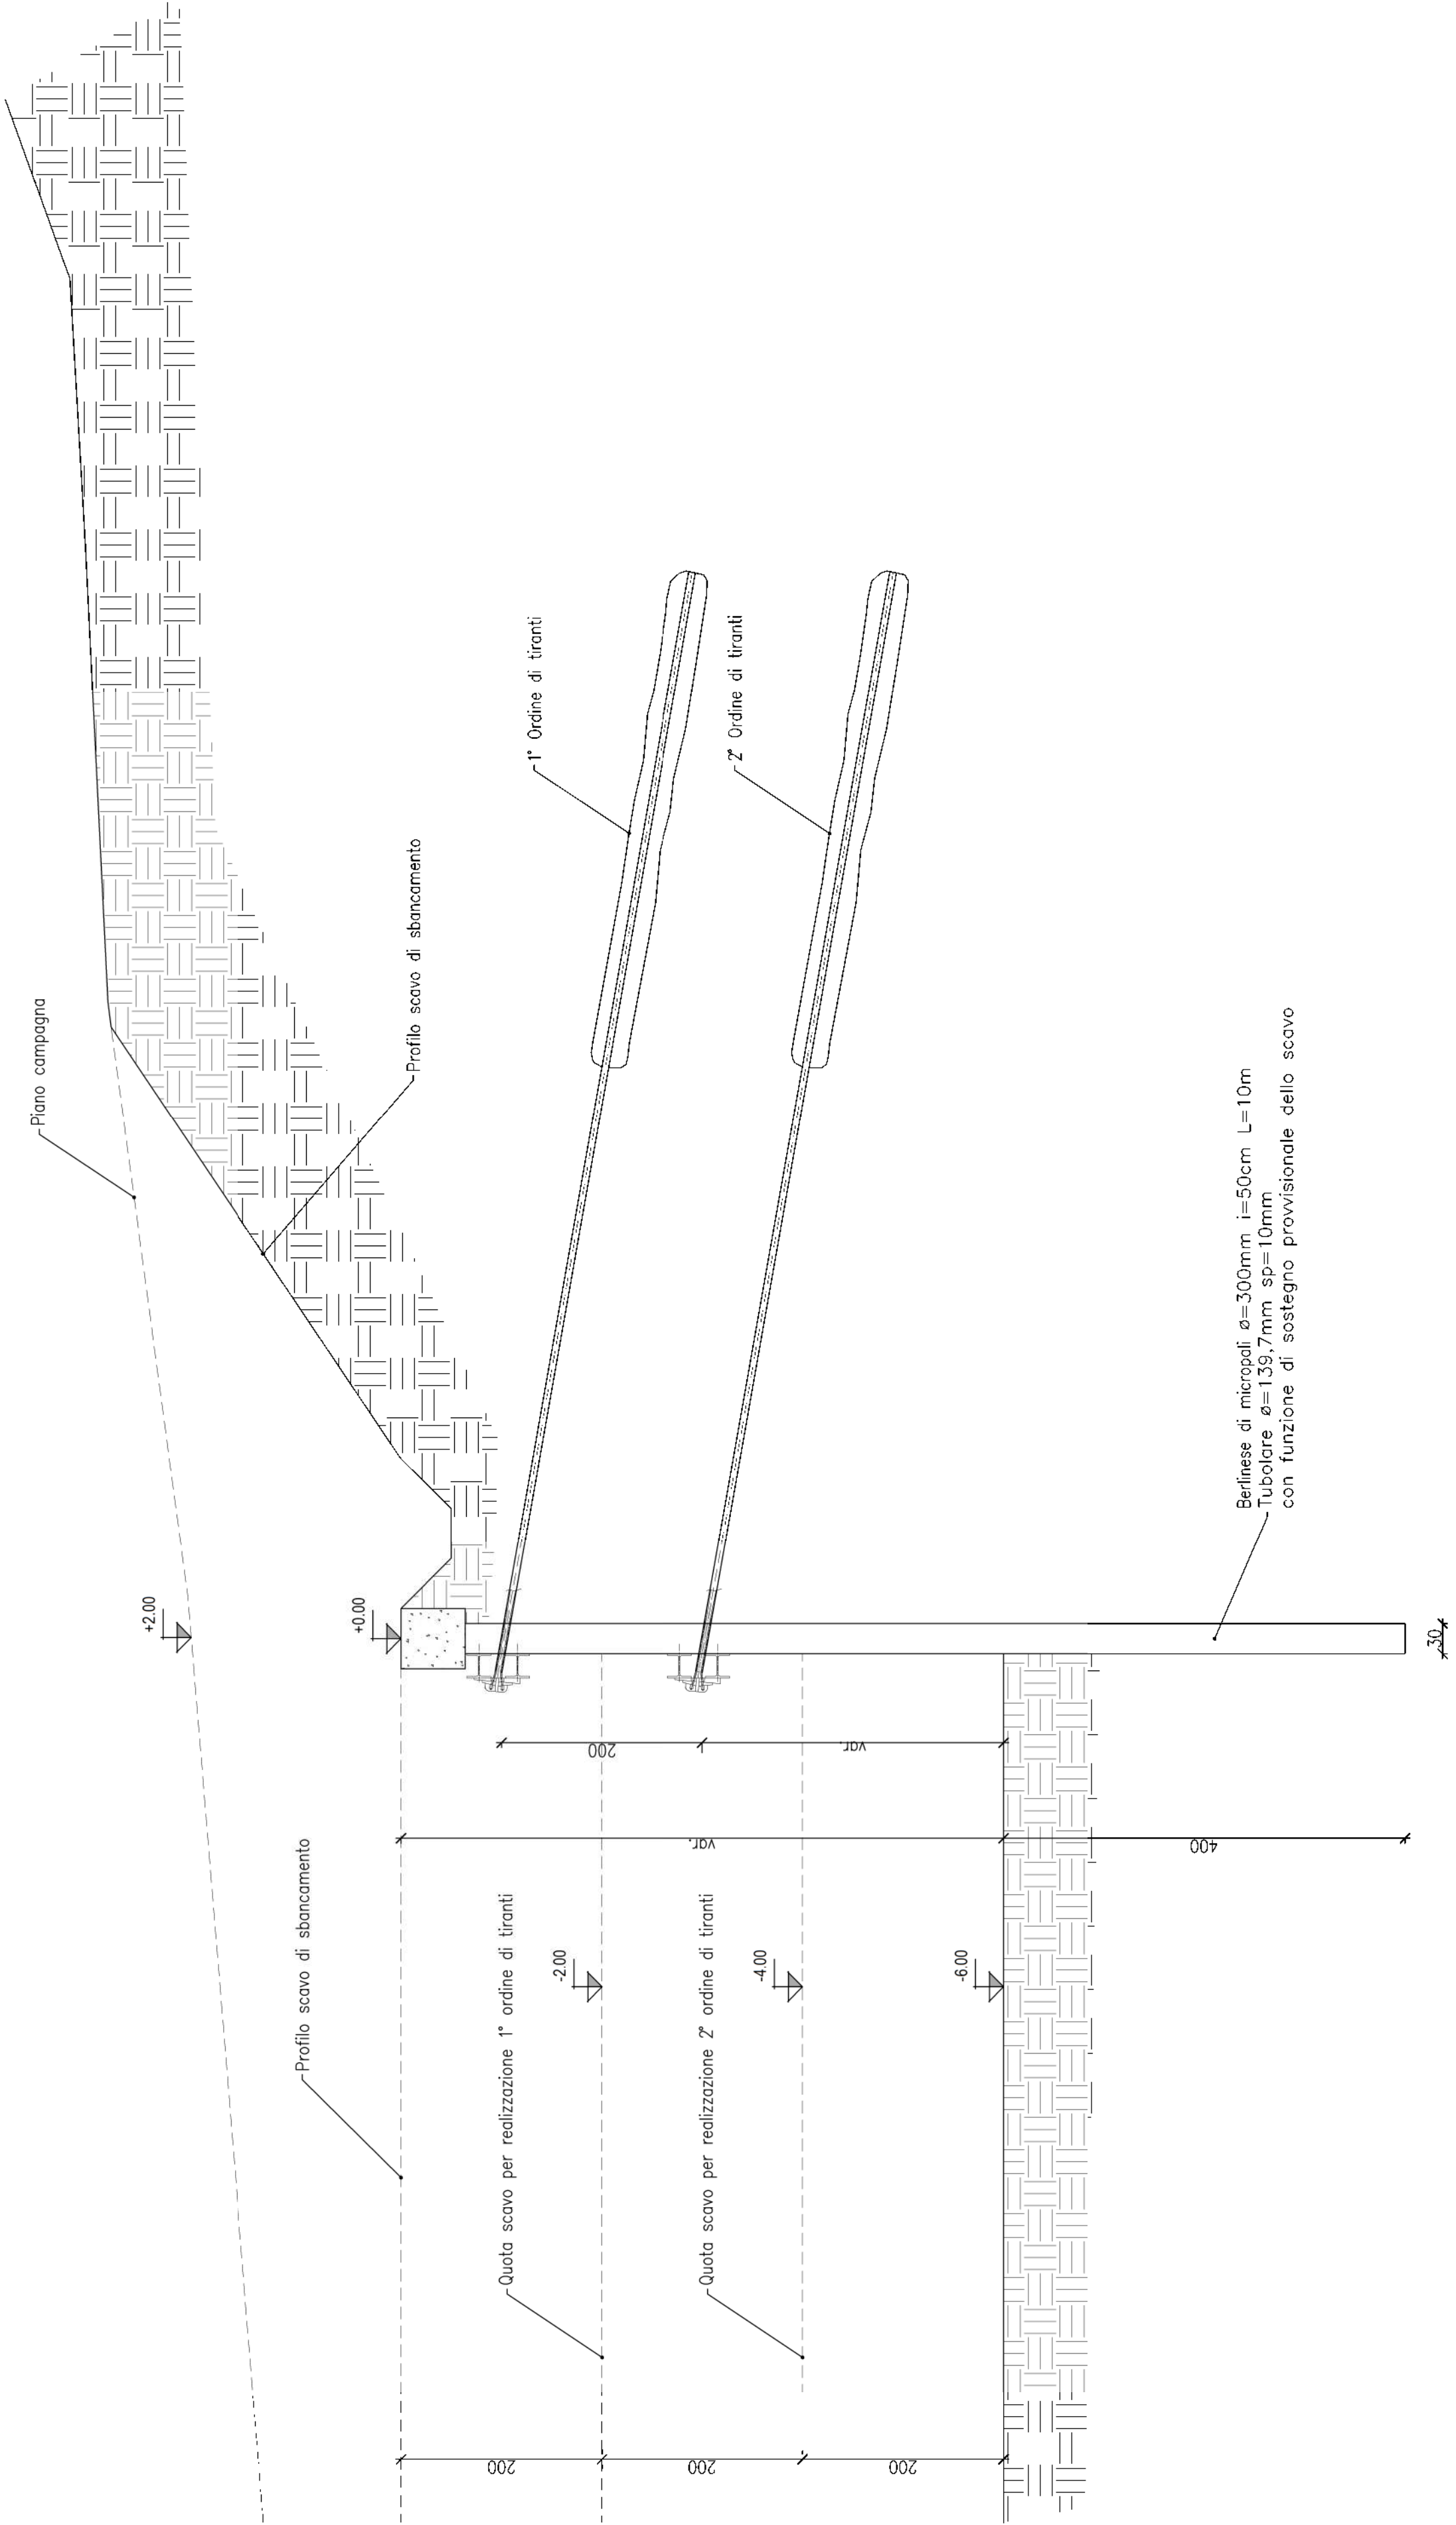 Piano campagna
+2.00
Profilo scavo di sbancamento
+0.00
Profilo scavo di sbancamento
1° Ordine di tiranti
2° Ordine di tiranti
Quota scavo per realizzazione 1° ordine di tiranti
-2.00
Quota scavo per realizzazione 2° ordine di tiranti
-4.00
-6.00
200
200
200
200
var.
var.
400
30
Berlinese di micropali ø=300mm i=50cm L=10m
Tubolare ø=139,7mm sp=10mm
con funzione di sostegno provvisionale dello scavo